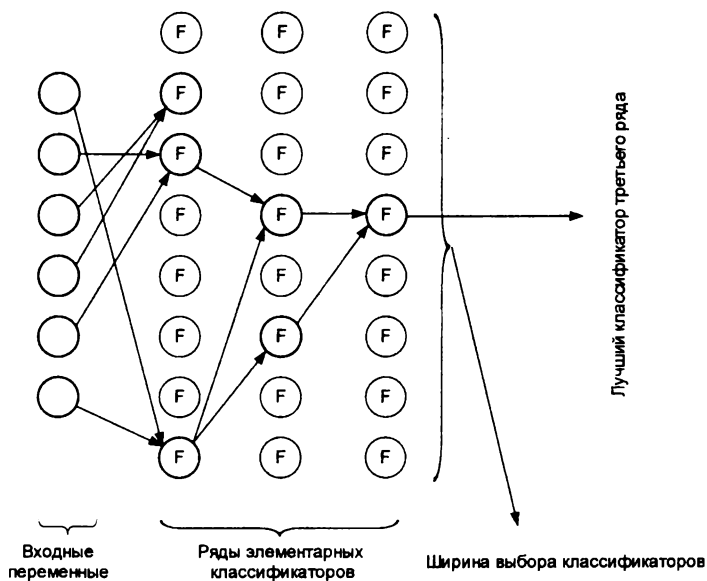 F F F
F F F
F F F
F F F
F F F
F F F
F F F
F F F
Лучший классификатор третьего ряда
Входные
переменные
Ряды элементарных
классификаторов
Ширина выбора классификаторов